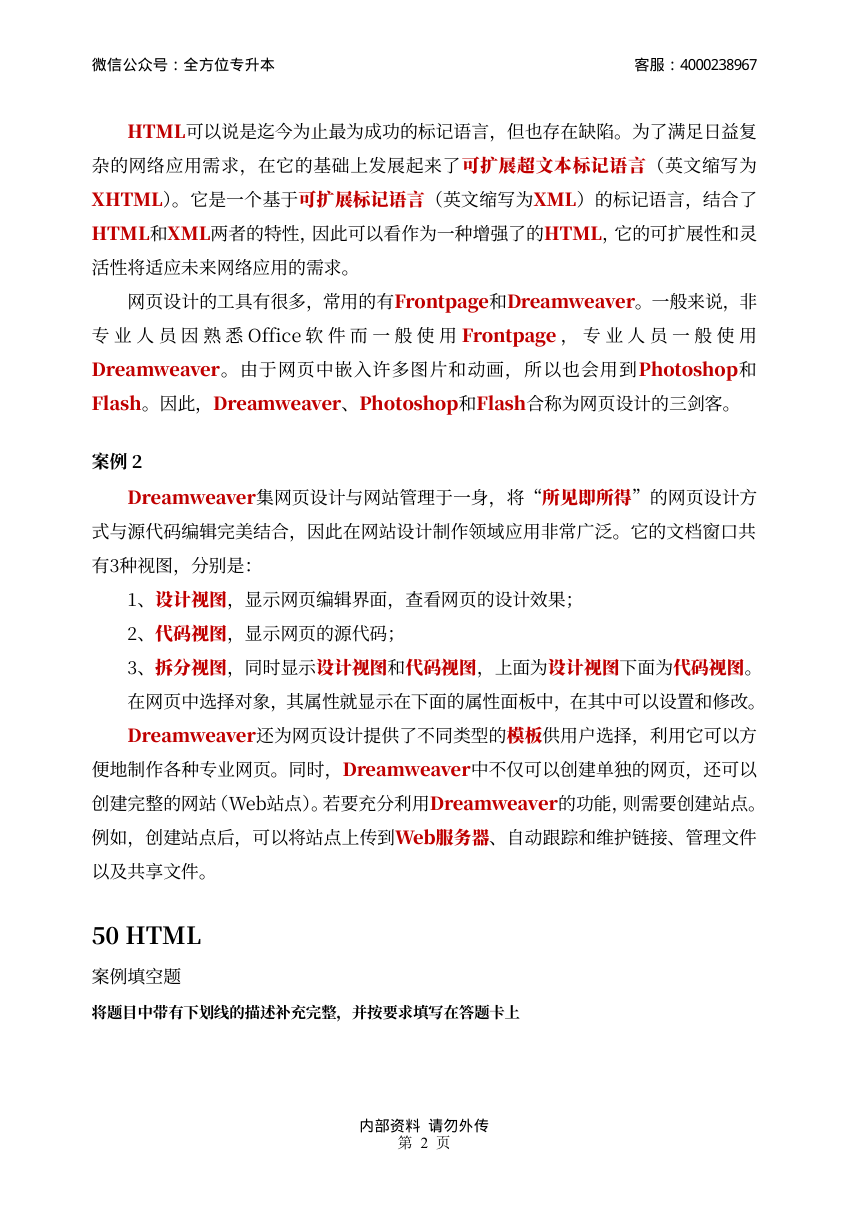 微信公众号：全方位专升本 客服：4000238967
HTML可以说是迄今为止最为成功的标记语言，但也存在缺陷。为了满足日益复
杂的网络应用需求，在它的基础上发展起来了可扩展超文本标记语言（英文缩写为
XHTML）。它是一个基于可扩展标记语言（英文缩写为XML）的标记语言，结合了
HTML和XML两者的特性，因此可以看作为一种增强了的HTML，它的可扩展性和灵
活性将适应未来网络应用的需求。
网页设计的工具有很多，常用的有Frontpage和Dreamweaver。一般来说，非
专业人员因熟悉Office软件而一般使用Frontpage，专业人员一般使用
Dreamweaver。由于网页中嵌入许多图片和动画，所以也会用到Photoshop和
Flash。因此，Dreamweaver、Photoshop和Flash合称为网页设计的三剑客。
案例 2
Dreamweaver集网页设计与网站管理于一身，将“所见即所得”的网页设计方
式与源代码编辑完美结合，因此在网站设计制作领域应用非常广泛。它的文档窗口共
有3种视图，分别是：
1、设计视图，显示网页编辑界面，查看网页的设计效果；
2、代码视图，显示网页的源代码；
3、拆分视图，同时显示设计视图和代码视图，上面为设计视图下面为代码视图。
在网页中选择对象，其属性就显示在下面的属性面板中，在其中可以设置和修改。
Dreamweaver还为网页设计提供了不同类型的模板供用户选择，利用它可以方
便地制作各种专业网页。同时，Dreamweaver中不仅可以创建单独的网页，还可以
创建完整的网站（Web站点）。若要充分利用Dreamweaver的功能，则需要创建站点。
例如，创建站点后，可以将站点上传到Web服务器、自动跟踪和维护链接、管理文件
以及共享文件。
50 HTML
案例填空题
将题目中带有下划线的描述补充完整，并按要求填写在答题卡上
内部资料 请勿外传
第 2 页